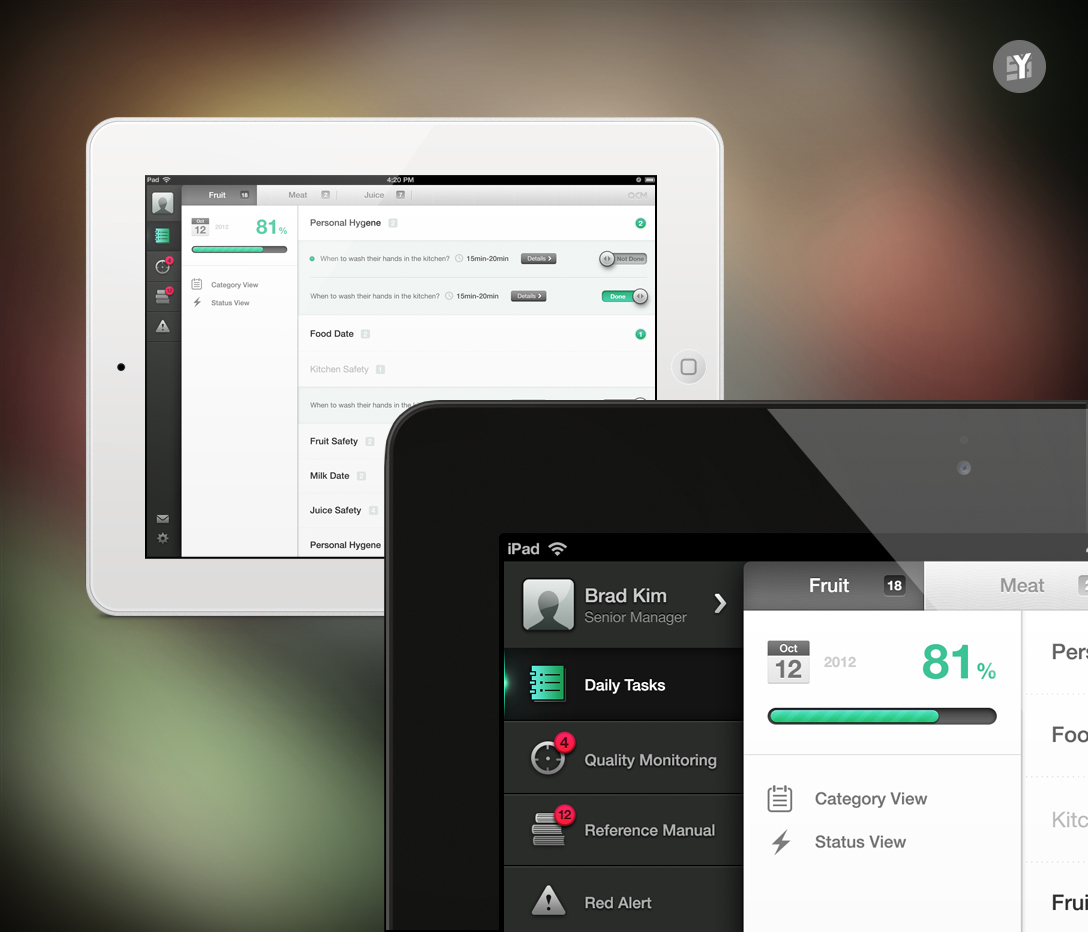 Y
Pad 4:20 PM
Fruit 18 Meat 2 Juice 7
Oct
12 2012 81%
Category View
Status View
4
12
Personal Hygene 2
When to wash their hands in the kitchen? 15min-20min Details Not Done
When to wash their hands in the kitchen? 15min-20min Details Done
Food Date 1
Kitchen Safety
When to wash their hands in the k
Fruit Safety 2
Milk Date
Juice Safety 4
Personal Hygene
iPad
Brad Kim
Senior Manager
Daily Tasks
4 Quality Monitoring
12 Reference Manual
Red Alert
Fruit 18 Meat 2
Oct
12 2012 81%
Category View
Status View
Pers
Foo
Kitc
Frui